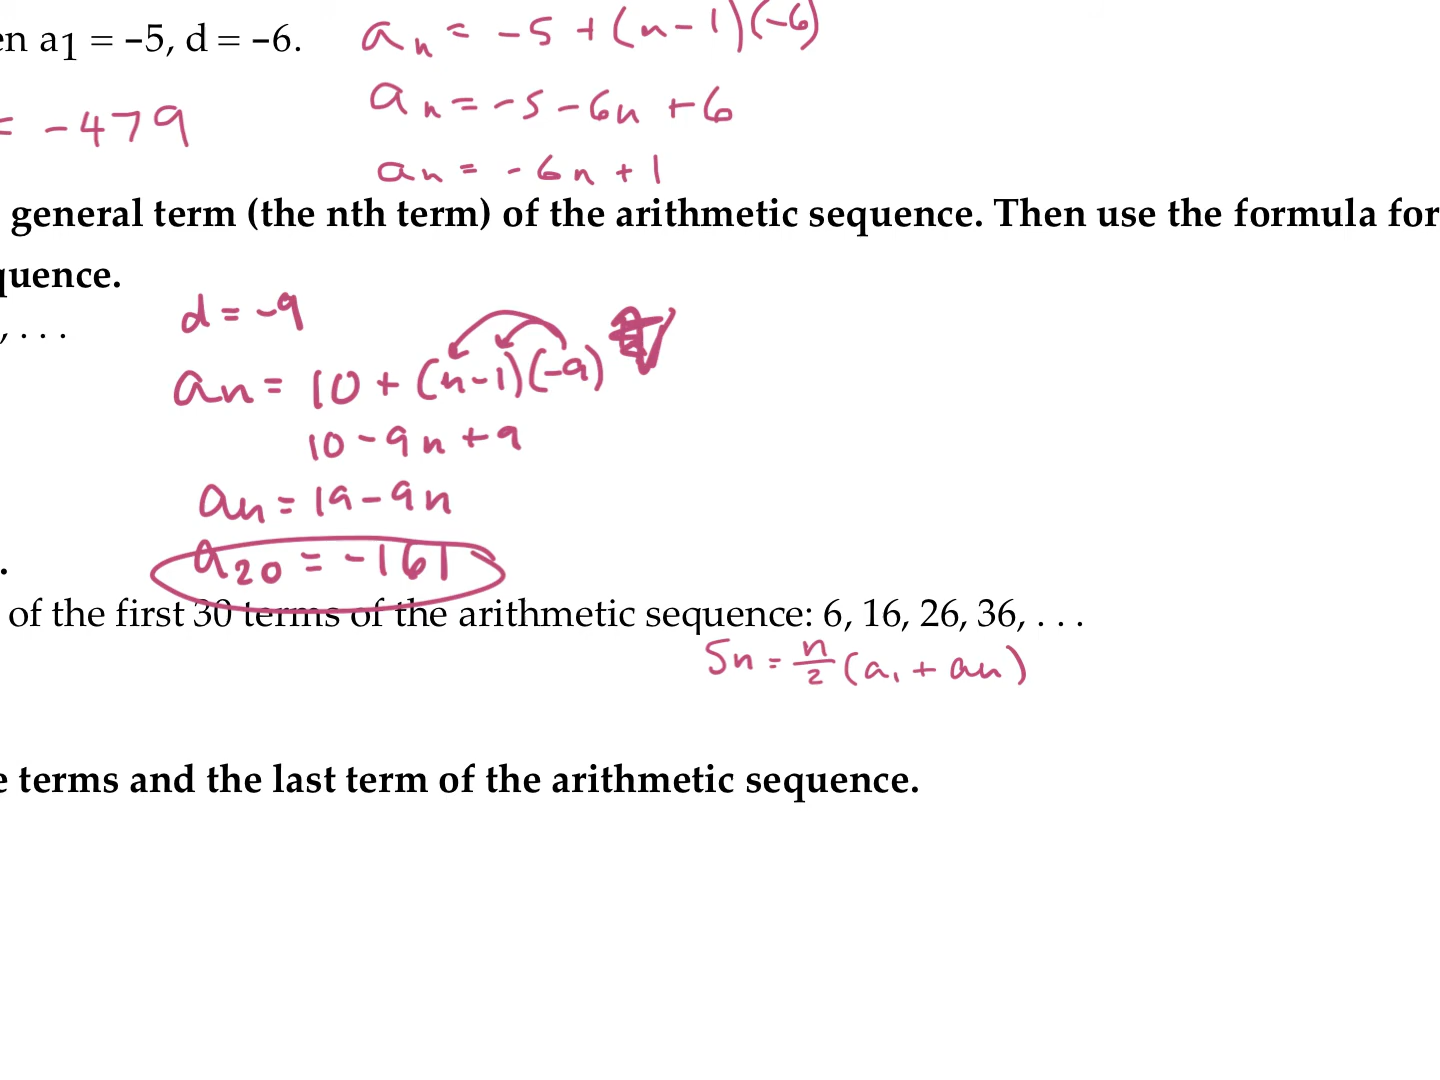 en a1 = –5, d = –6.
an = -5 + (n-1)(-6)
an = -5 - 6n + 6
= -479
an = -6n + 1
general term (the nth term) of the arithmetic sequence. Then use the formula for
quence.
d = -9
, . . .
an = 10 + (n-1)(-9)
10 - 9n + 9
an = 19 - 9n
a20 = -161
.
of the first 30 terms of the arithmetic sequence: 6, 16, 26, 36, . . .
Sn = n/2 (a1 + an)
e terms and the last term of the arithmetic sequence.